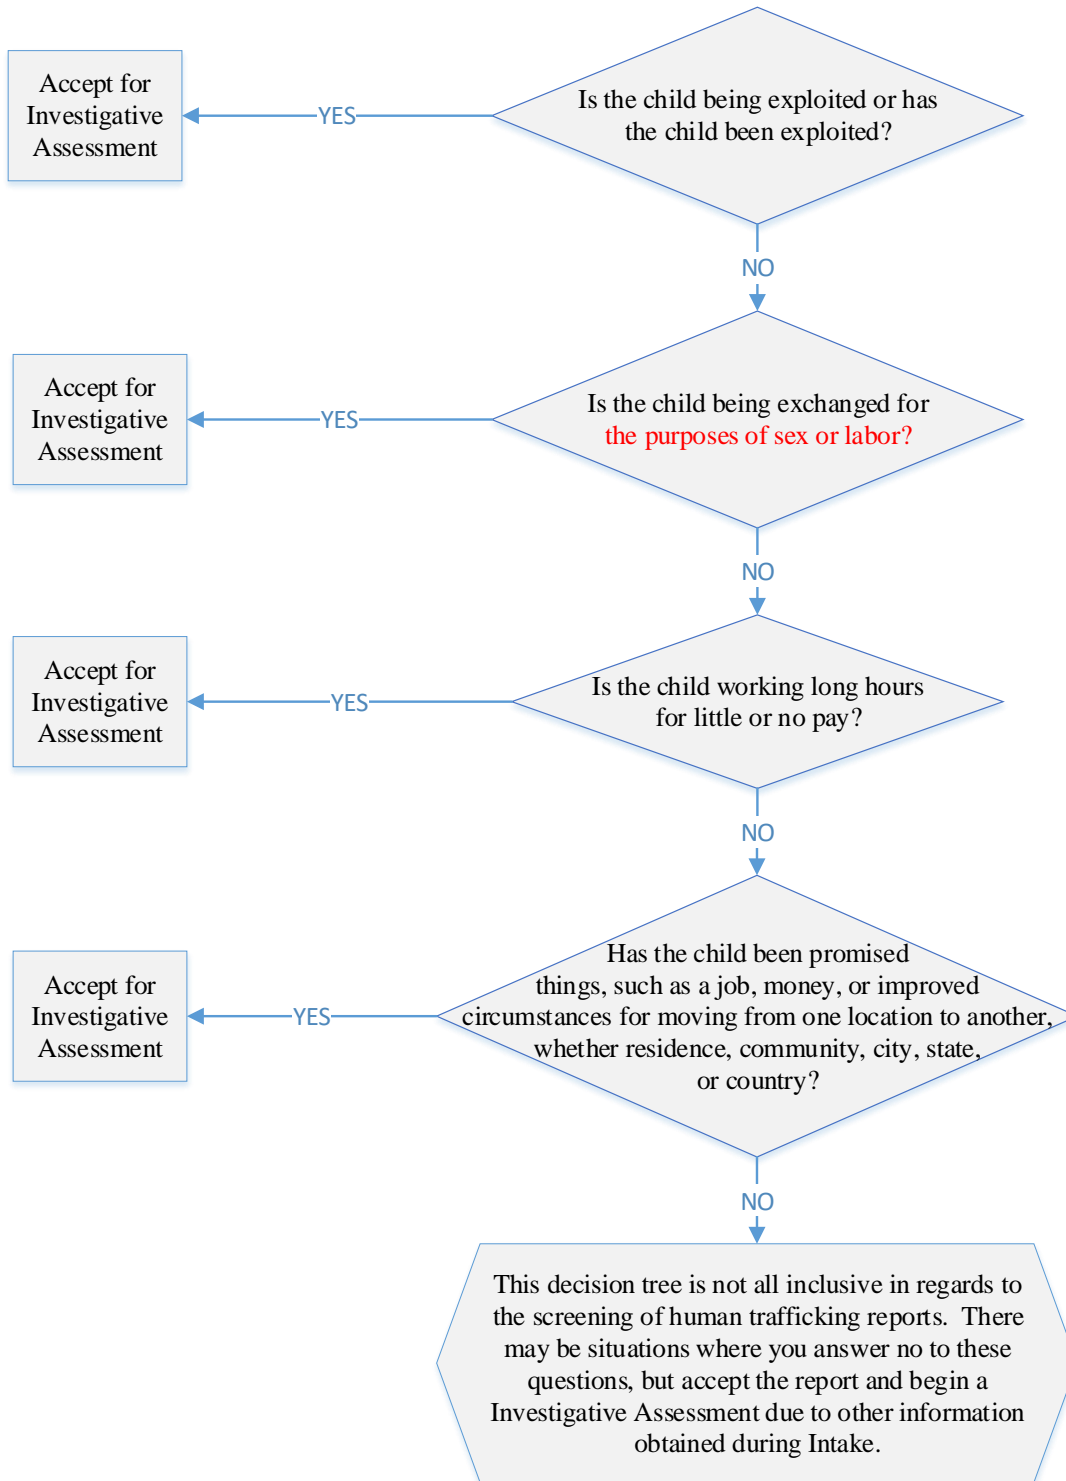 Is the child being exploited or has
the child been exploited?
YES
Accept for
Investigative
Assessment
NO
Is the child being exchanged for
the purposes of sex or labor?
YES
Accept for
Investigative
Assessment
NO
Is the child working long hours
for little or no pay?
YES
Accept for
Investigative
Assessment
NO
Has the child been promised
things, such as a job, money, or improved
circumstances for moving from one location to another,
whether residence, community, city, state,
or country?
YES
Accept for
Investigative
Assessment
NO
This decision tree is not all inclusive in regards to
the screening of human trafficking reports.  There
may be situations where you answer no to these
questions, but accept the report and begin a
Investigative Assessment due to other information
obtained during Intake.